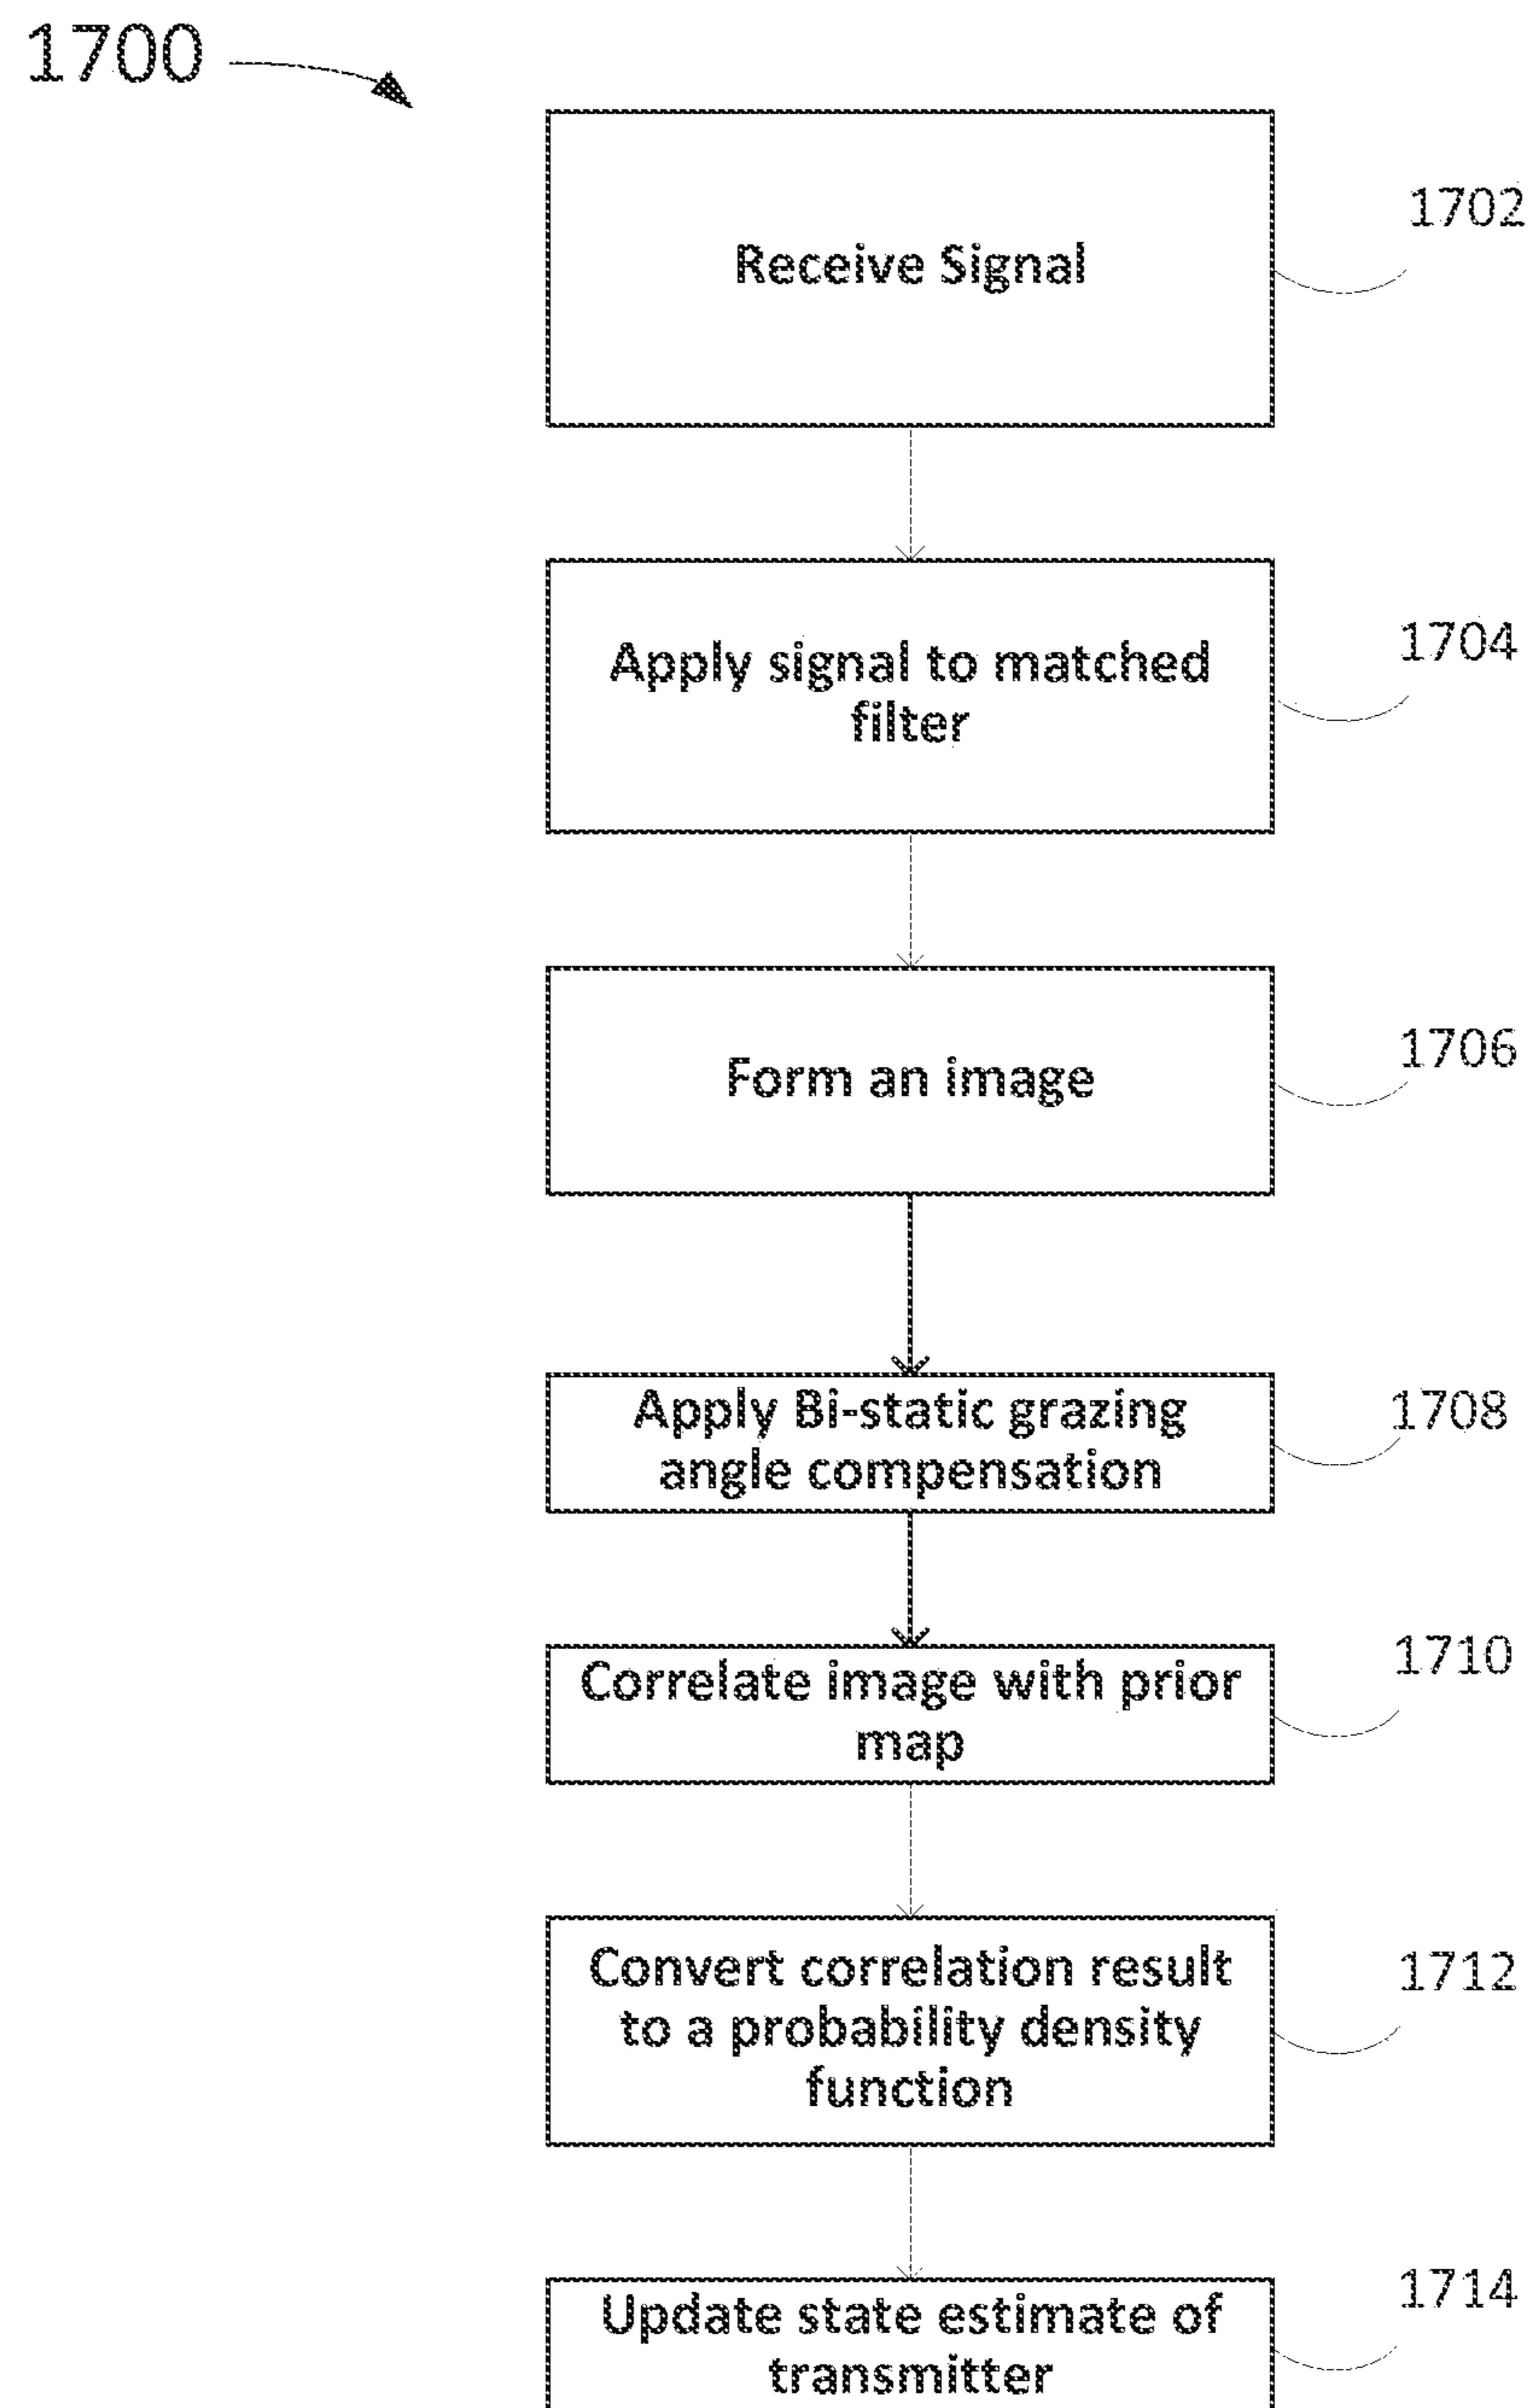 1700
Receive Signal
1702
Apply signal to matched
filter
1704
Form an image
1706
Apply Bi-static grazing
angle compensation
1708
Correlate image with prior
map
1710
Convert correlation result
to a probability density
function
1712
Update state estimate of
transmitter
1714